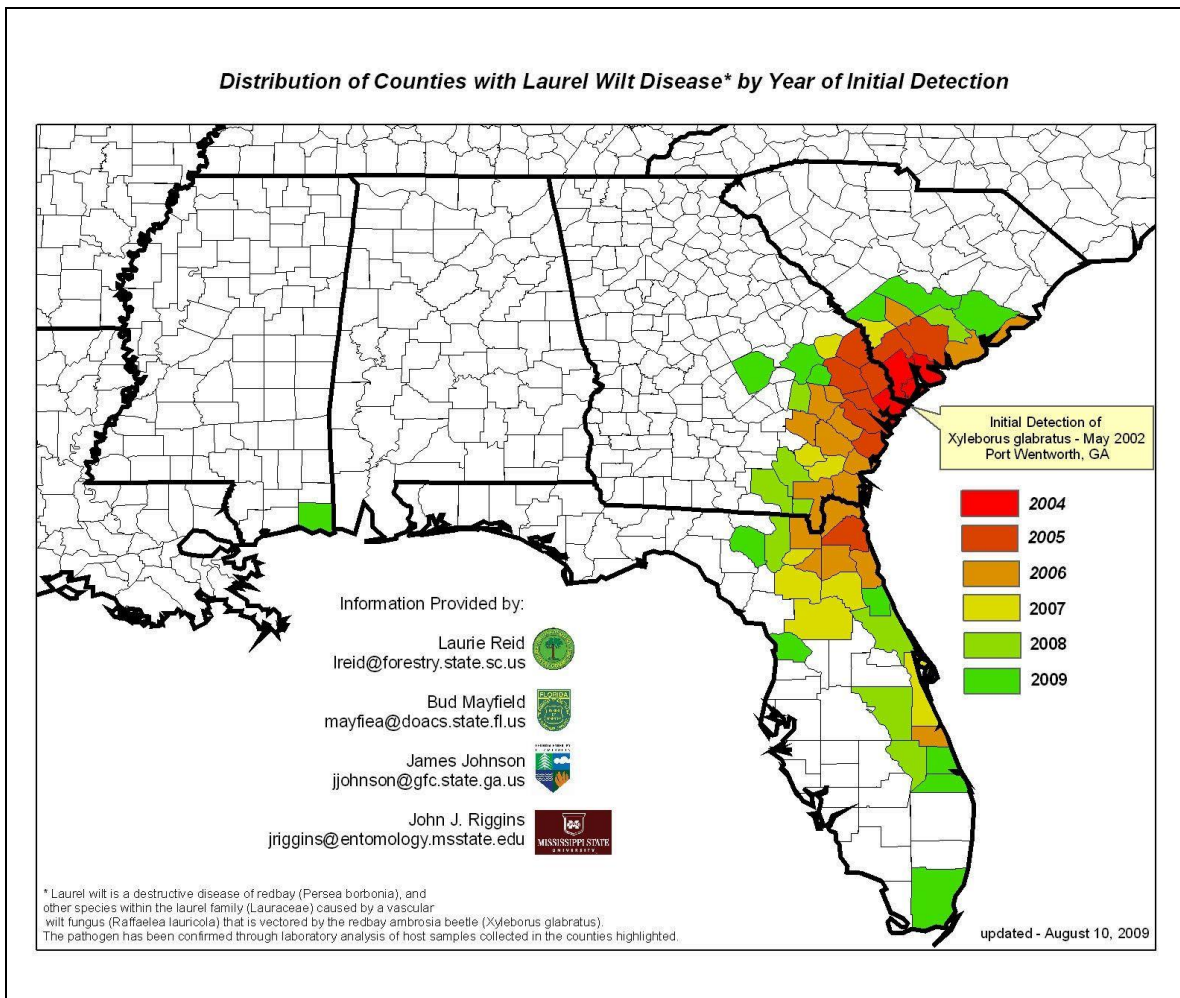 Distribution of Counties with Laurel Wilt Disease* by Year of Initial Detection
Initial Detection of
Xyleborus glabratus - May 2002
Port Wentworth, GA
2004
2005
2006
2007
2008
2009
Information Provided by:
Laurie Reid
lreid@forestry.state.sc.us
Bud Mayfield
mayfiea@doacs.state.fl.us
FLORIDA
James Johnson
jjohnson@gfc.state.ga.us
John J. Riggins
jriggins@entomology.msstate.edu
MISSISSIPPI STATE
UNIVERSITY
* Laurel wilt is a destructive disease of redbay (Persea borbonia), and
other species within the laurel family (Lauraceae) caused by a vascular
wilt fungus (Raffaelea lauricola) that is vectored by the redbay ambrosia beetle (Xyleborus glabratus).
The pathogen has been confirmed through laboratory analysis of host samples collected in the counties highlighted.
updated - August 10, 2009